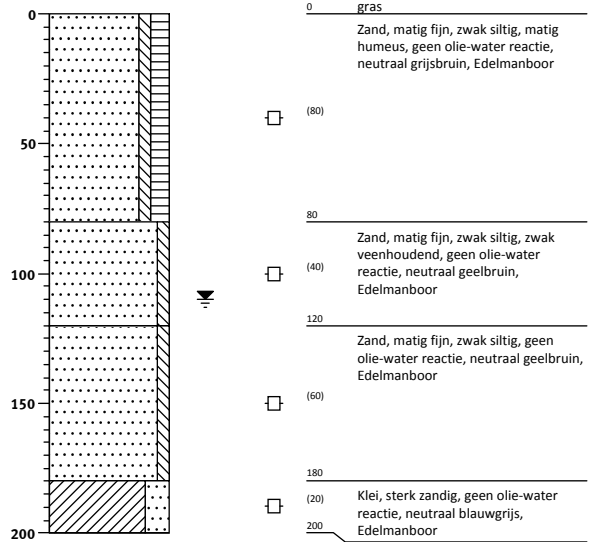 0
50
100
150
200
0
gras
Zand, matig fijn, zwak siltig, matig
humeus, geen olie-water reactie,
neutraal grijsbruin, Edelmanboor
(80)
80
Zand, matig fijn, zwak siltig, zwak
veenhoudend, geen olie-water
reactie, neutraal geelbruin,
Edelmanboor
(40)
120
Zand, matig fijn, zwak siltig, geen
olie-water reactie, neutraal geelbruin,
Edelmanboor
(60)
180
Klei, sterk zandig, geen olie-water
reactie, neutraal blauwgrijs,
Edelmanboor
(20)
200